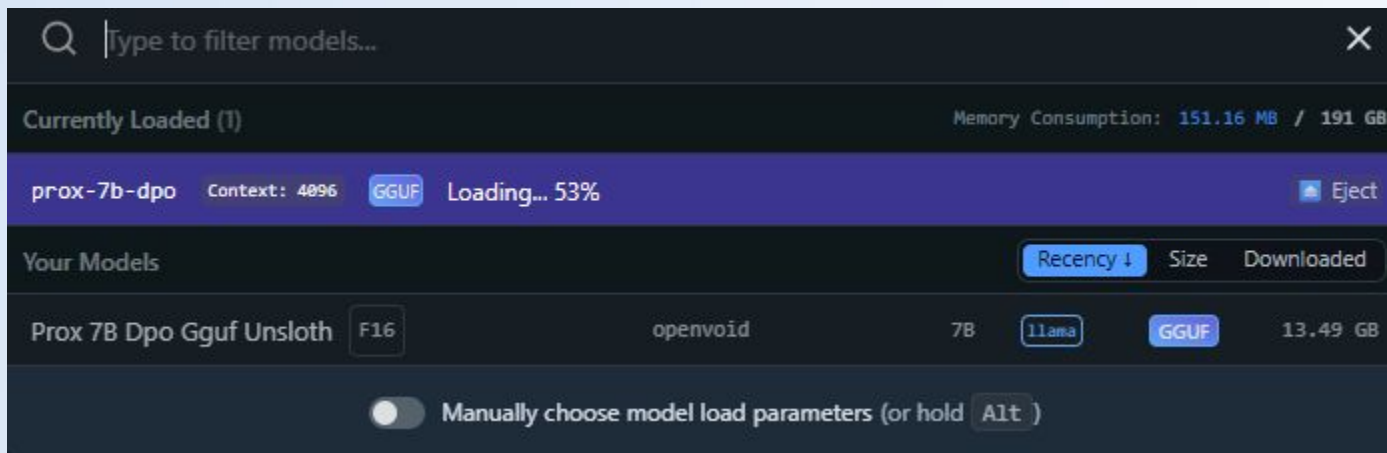 Type to filter models...
Currently Loaded (1) Memory Consumption: 151.16 MB / 191 GB
prox-7b-dpo Context: 4096 GGUF Loading... 53% Eject
Your Models Recency ↓ Size Downloaded
Prox 7B Dpo Gguf Unsloth F16 openvoid 7B llama GGUF 13.49 GB
Manually choose model load parameters (or hold Alt )